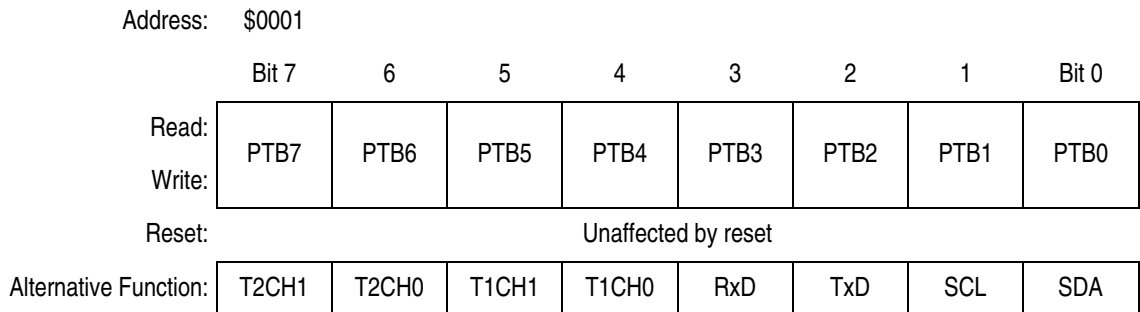 Address: $0001
Bit 7 6 5 4 3 2 1 Bit 0
Read:
PTB7 PTB6 PTB5 PTB4 PTB3 PTB2 PTB1 PTB0
Write:
Reset: Unaffected by reset
Alternative Function: T2CH1 T2CH0 T1CH1 T1CH0 RxD TxD SCL SDA